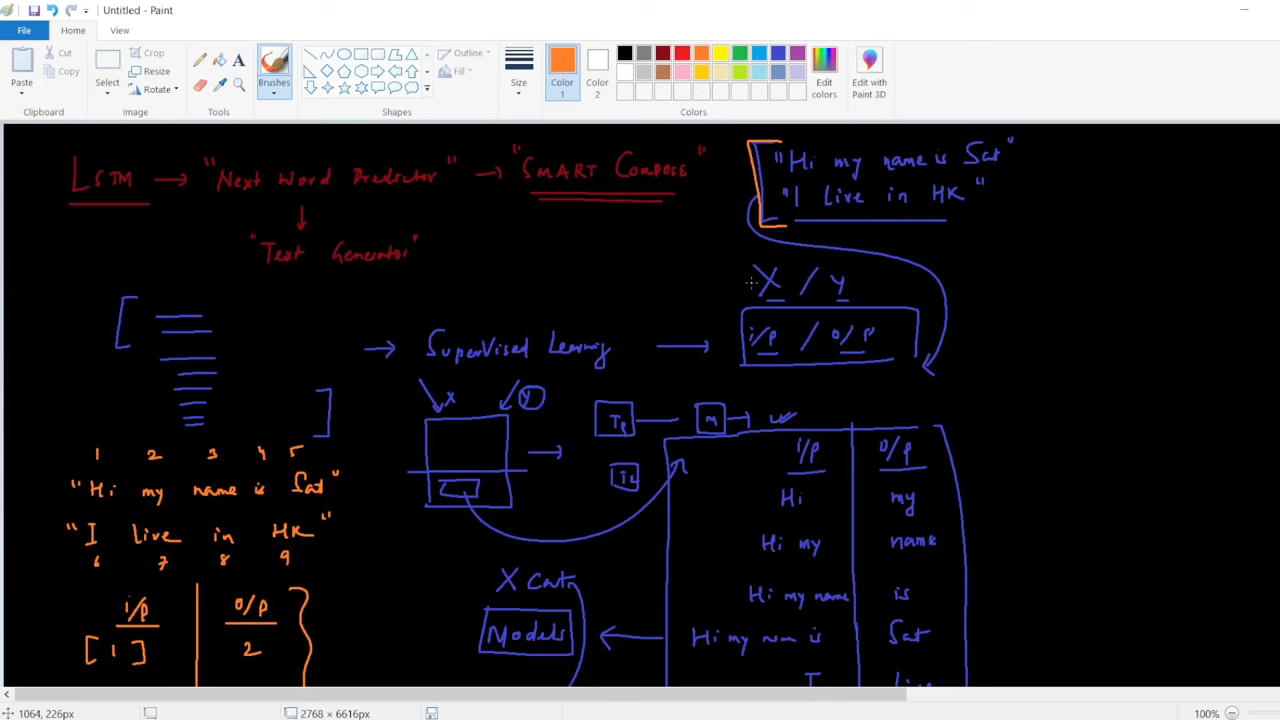 Untitled - Paint
File
Home
View
Paste
Cut
Copy
Clipboard
Select
Crop
Resize
Rotate
Image
Tools
Brushes
Outline
Fill
Shapes
Size
Color 1
Color 2
Edit colors
Colors
Edit with Paint 3D
LSTM → "Next Word Predictor" → "SMART COMPOSE"
"Text Generator"
"Hi my name is Sat"
"I live in HK"
X / Y
i/p / o/p
→ SuperVised Learning →
X
Y
m
i/p o/p
Hi my
Hi my name
Hi my name is
Hi my nam is Sat
I live
Models
1 2 3 4 5
"Hi my name is Sat"
"I live in HK"
6 7 8 9
i/p o/p
[ 1 ] 2
1064, 226px
2768 × 6616px
100%